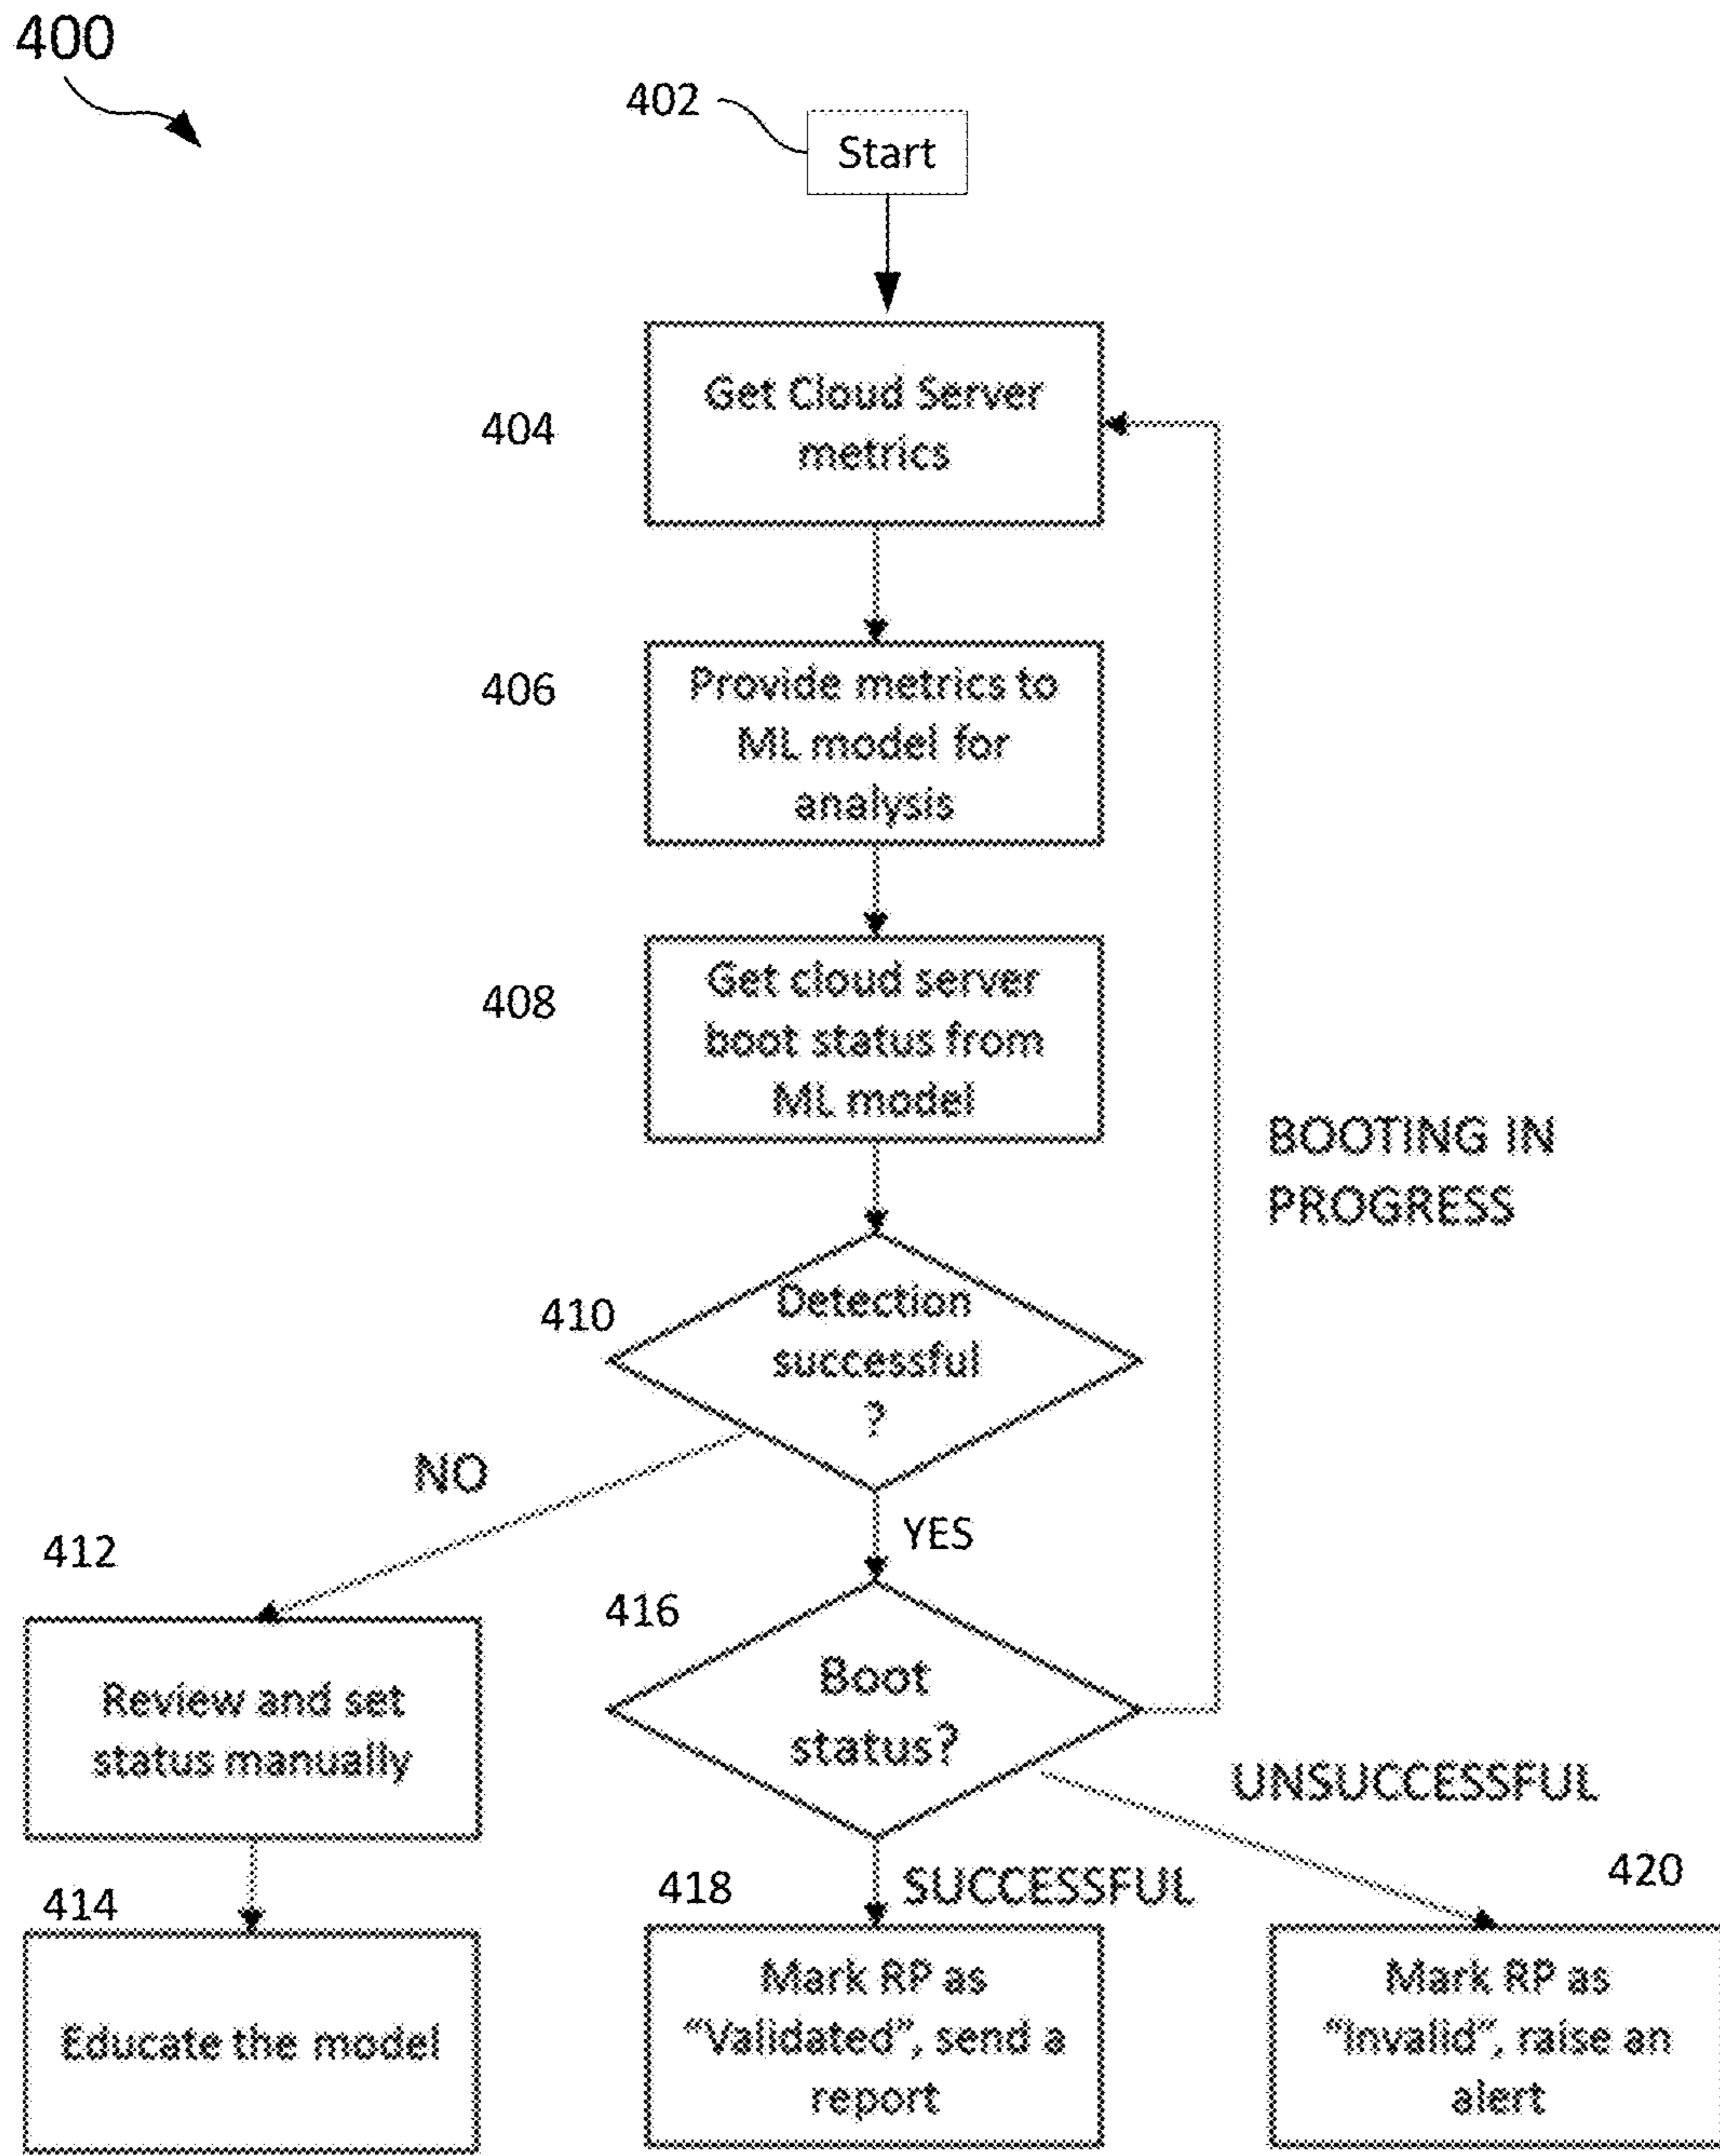 400
402
Start
404
Get Cloud Server
metrics
406
Provide metrics to
ML model for
analysis
408
Get cloud server
boot status from
ML model
BOOTING IN
PROGRESS
410
Detection
successful
?
NO
YES
412
Review and set
status manually
416
Boot
status?
UNSUCCESSFUL
414
Educate the model
418
SUCCESSFUL
Mark RP as
“Validated”, send a
report
420
Mark RP as
“Invalid”, raise an
alert